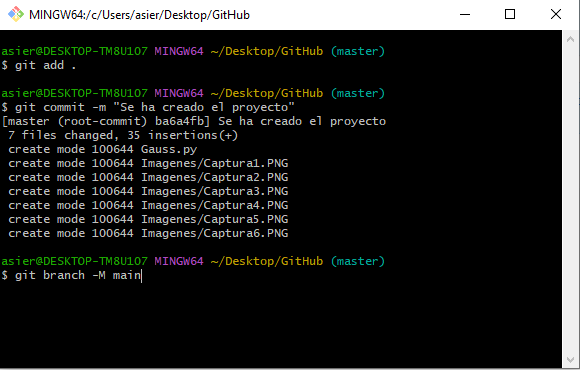 MINGW64:/c/Users/asier/Desktop/GitHub
asier@DESKTOP-TM8U107 MINGW64 ~/Desktop/GitHub (master)
$ git add .
asier@DESKTOP-TM8U107 MINGW64 ~/Desktop/GitHub (master)
$ git commit -m "Se ha creado el proyecto"
[master (root-commit) ba6a4fb] Se ha creado el proyecto
 7 files changed, 35 insertions(+)
 create mode 100644 Gauss.py
 create mode 100644 Imagenes/Captura1.PNG
 create mode 100644 Imagenes/Captura2.PNG
 create mode 100644 Imagenes/Captura3.PNG
 create mode 100644 Imagenes/Captura4.PNG
 create mode 100644 Imagenes/Captura5.PNG
 create mode 100644 Imagenes/Captura6.PNG
asier@DESKTOP-TM8U107 MINGW64 ~/Desktop/GitHub (master)
$ git branch -M main